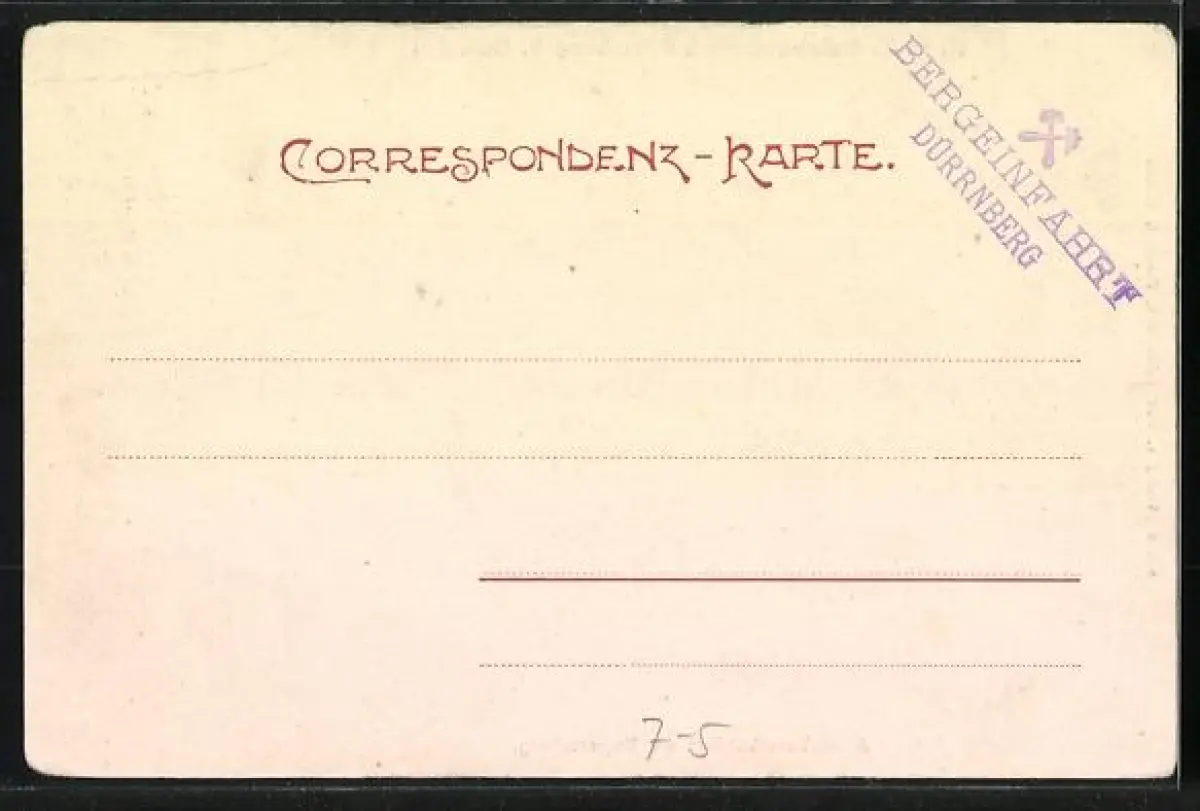 CORRESPONDENZ-KARTE.
BERGEINFAHRT
DÜRRNBERG
7-5